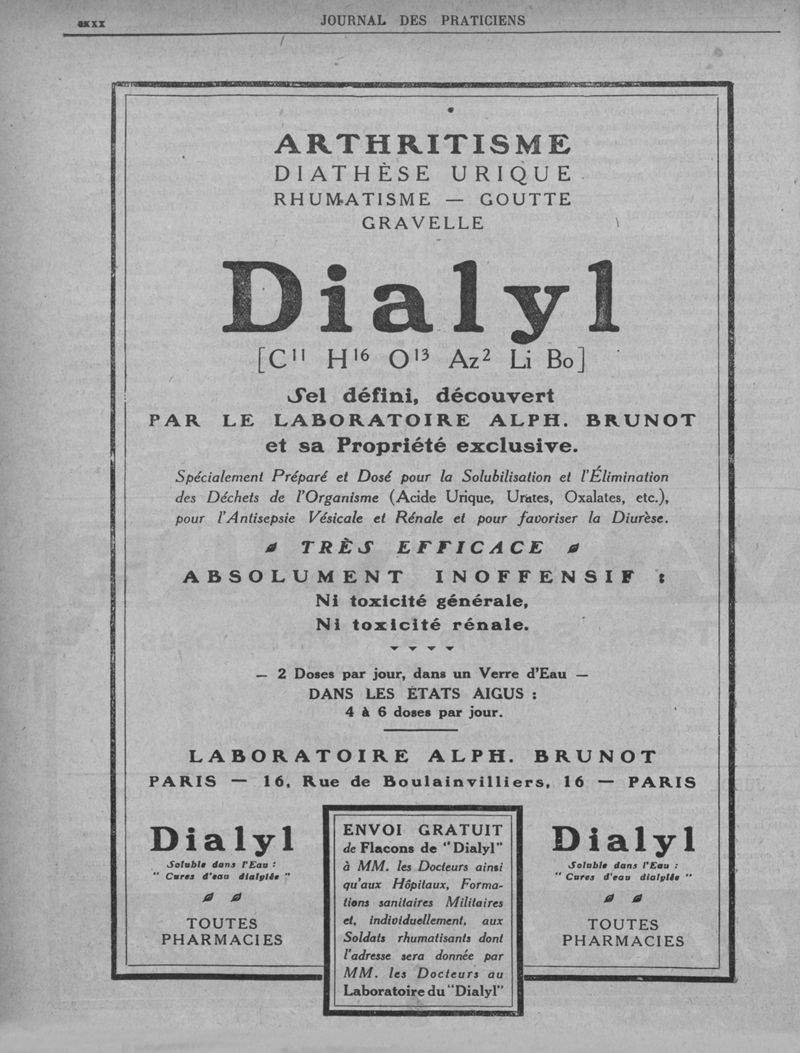 cxxx
JOURNAL DES PRATICIENS
ARTHRITISME
DIATHÈSE URIQUE
RHUMATISME — GOUTTE
GRAVELLE
Dialyl
[C¹¹ H¹⁶ O¹³ Az² Li Bo]
Sel défini, découvert
PAR LE LABORATOIRE ALPH. BRUNOT
et sa Propriété exclusive.
Spécialement Préparé et Dosé pour la Solubilisation et l'Élimination
des Déchets de l'Organisme (Acide Urique, Urates, Oxalates, etc.),
pour l'Antisepsie Vésicale et Rénale et pour favoriser la Diurèse.
TRÈS EFFICACE
ABSOLUMENT INOFFENSIF :
Ni toxicité générale,
Ni toxicité rénale.
— 2 Doses par jour, dans un Verre d'Eau —
DANS LES ÉTATS AIGUS :
4 à 6 doses par jour.
LABORATOIRE ALPH. BRUNOT
PARIS — 16, Rue de Boulainvilliers, 16 — PARIS
Dialyl
Soluble dans l'Eau :
"Cures d'eau dialylée"
TOUTES
PHARMACIES
ENVOI GRATUIT
de Flacons de "Dialyl"
à MM. les Docteurs ainsi
qu'aux Hôpitaux, Forma-
tions sanitaires Militaires
et, individuellement, aux
Soldats rhumatisants dont
l'adresse sera donnée par
MM. les Docteurs au
Laboratoire du "Dialyl"
Dialyl
Soluble dans l'Eau :
"Cures d'eau dialylée"
TOUTES
PHARMACIES